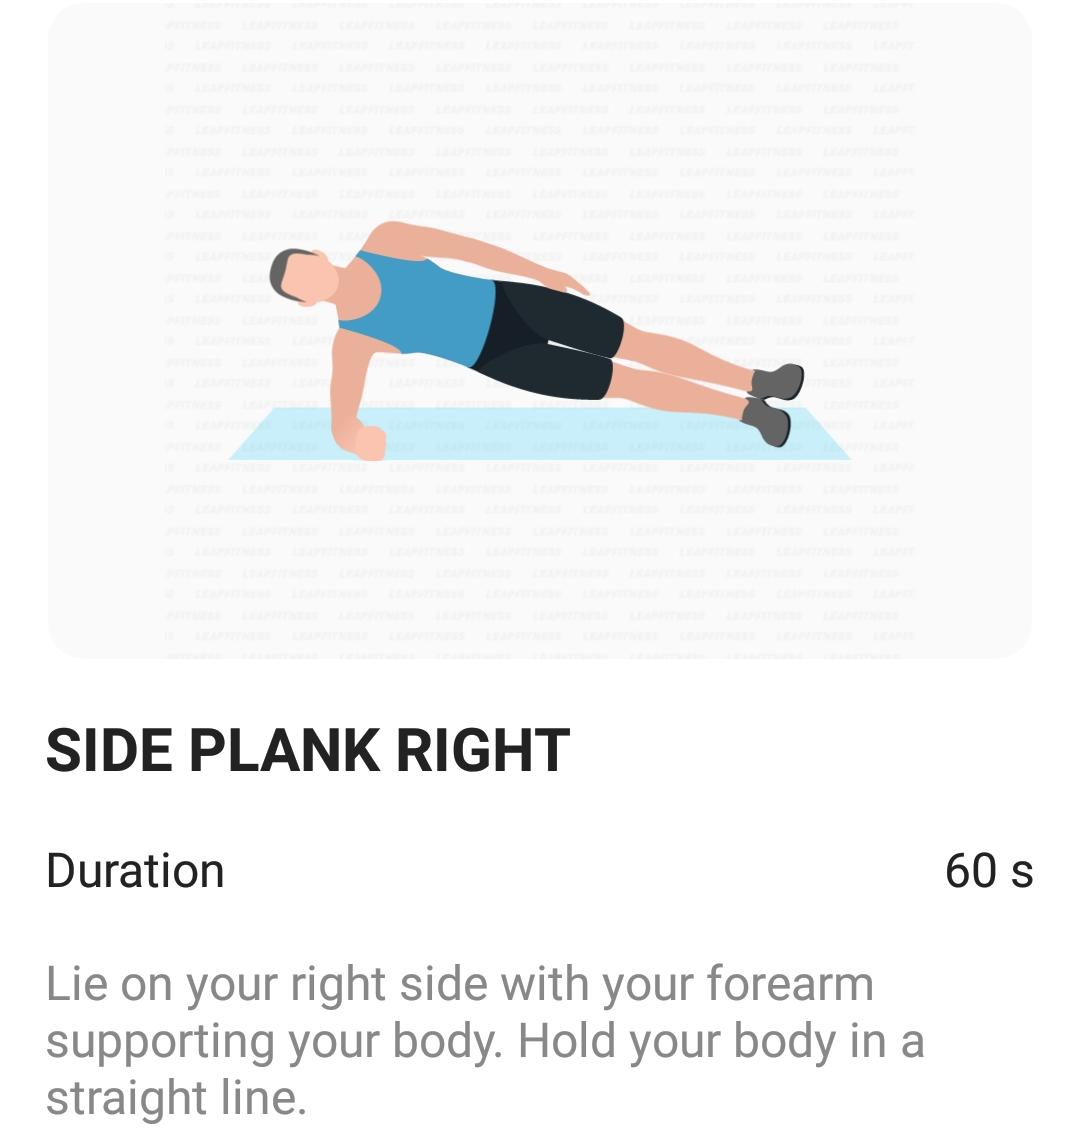 SIDE PLANK RIGHT
Duration 60 s
Lie on your right side with your forearm
supporting your body. Hold your body in a
straight line.
LEAPFITNESS